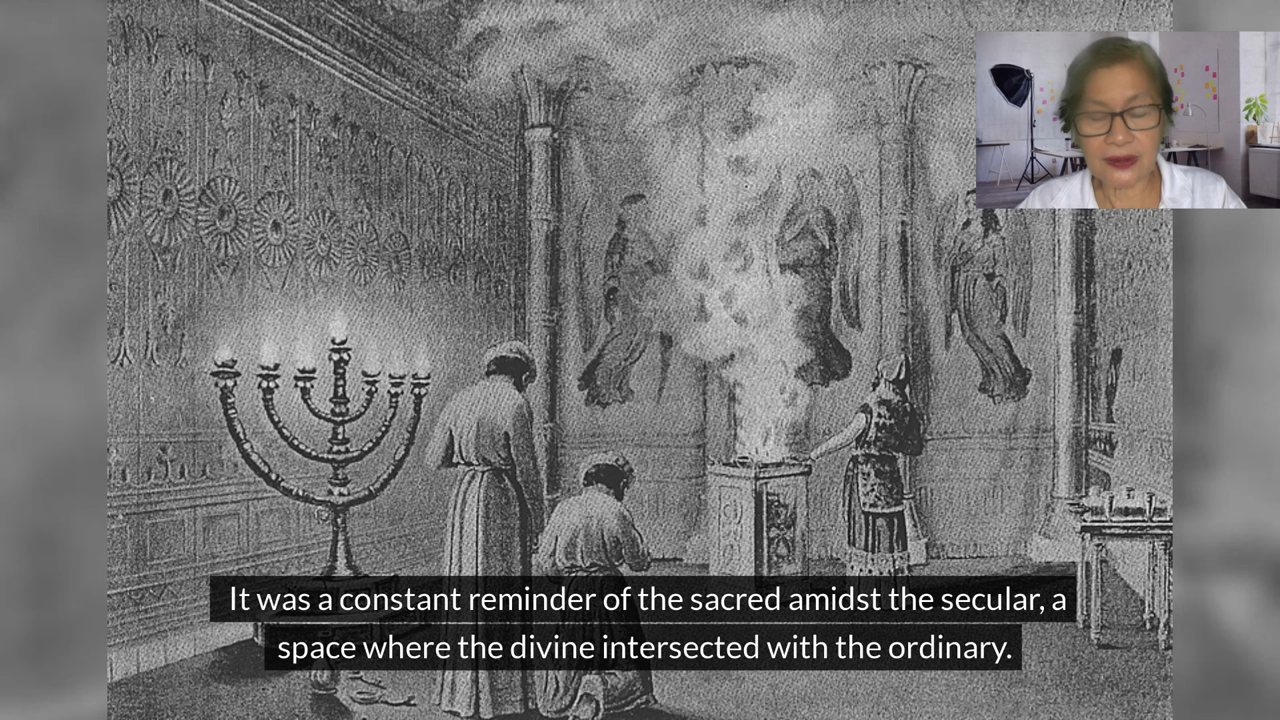 It was a constant reminder of the sacred amidst the secular, a
space where the divine intersected with the ordinary.